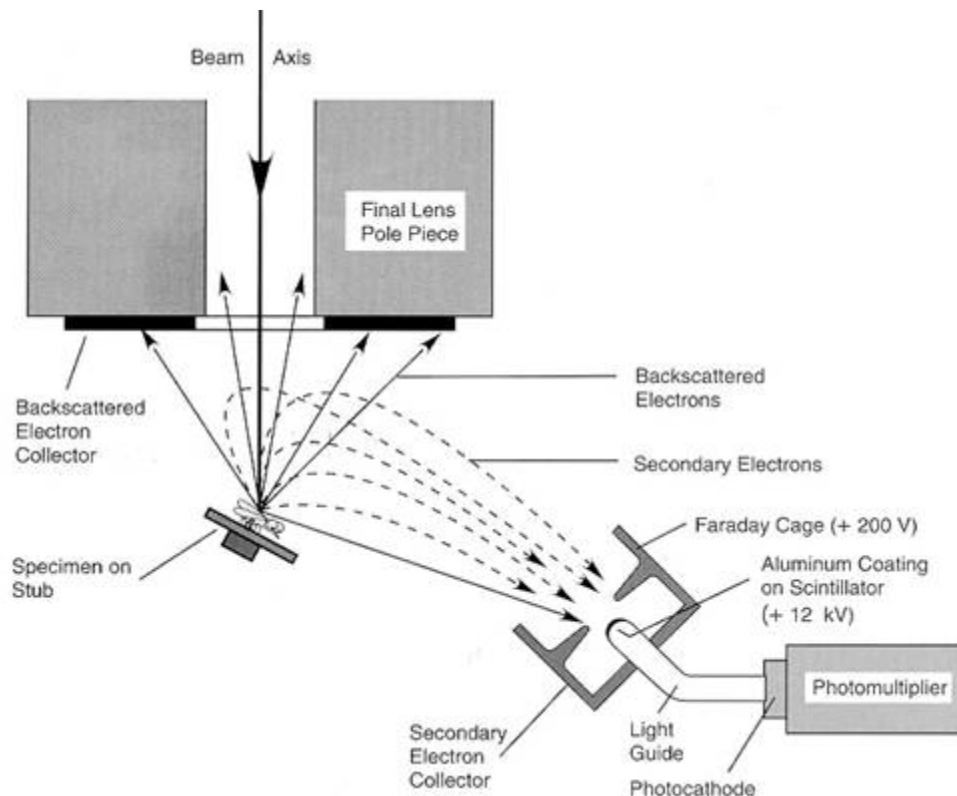 Beam Axis
Final Lens
Pole Piece
Backscattered
Electron
Collector
Backscattered
Electrons
Secondary Electrons
Specimen on
Stub
Faraday Cage (+ 200 V)
Aluminum Coating
on Scintillator
(+ 12 kV)
Photomultiplier
Secondary
Electron
Collector
Light
Guide
Photocathode